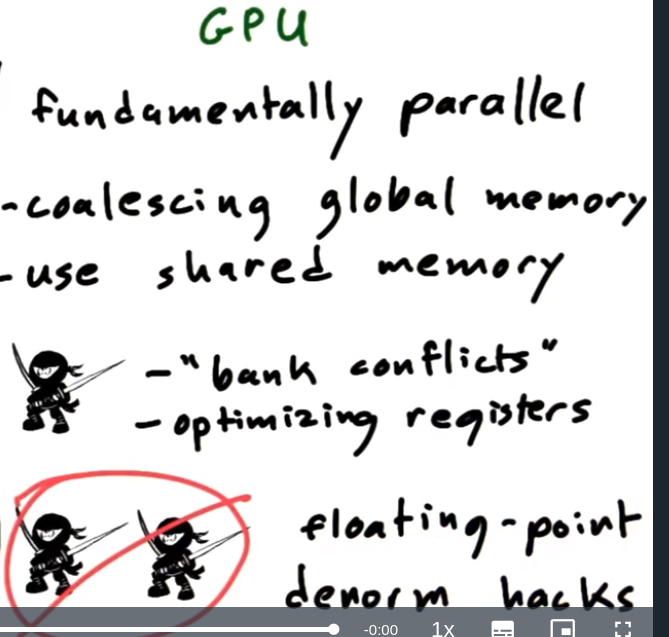 GPU
fundamentally parallel
-coalescing global memory
-use shared memory
-"bank conflicts"
-optimizing registers
floating-point
denorm hacks
-0:00 1x